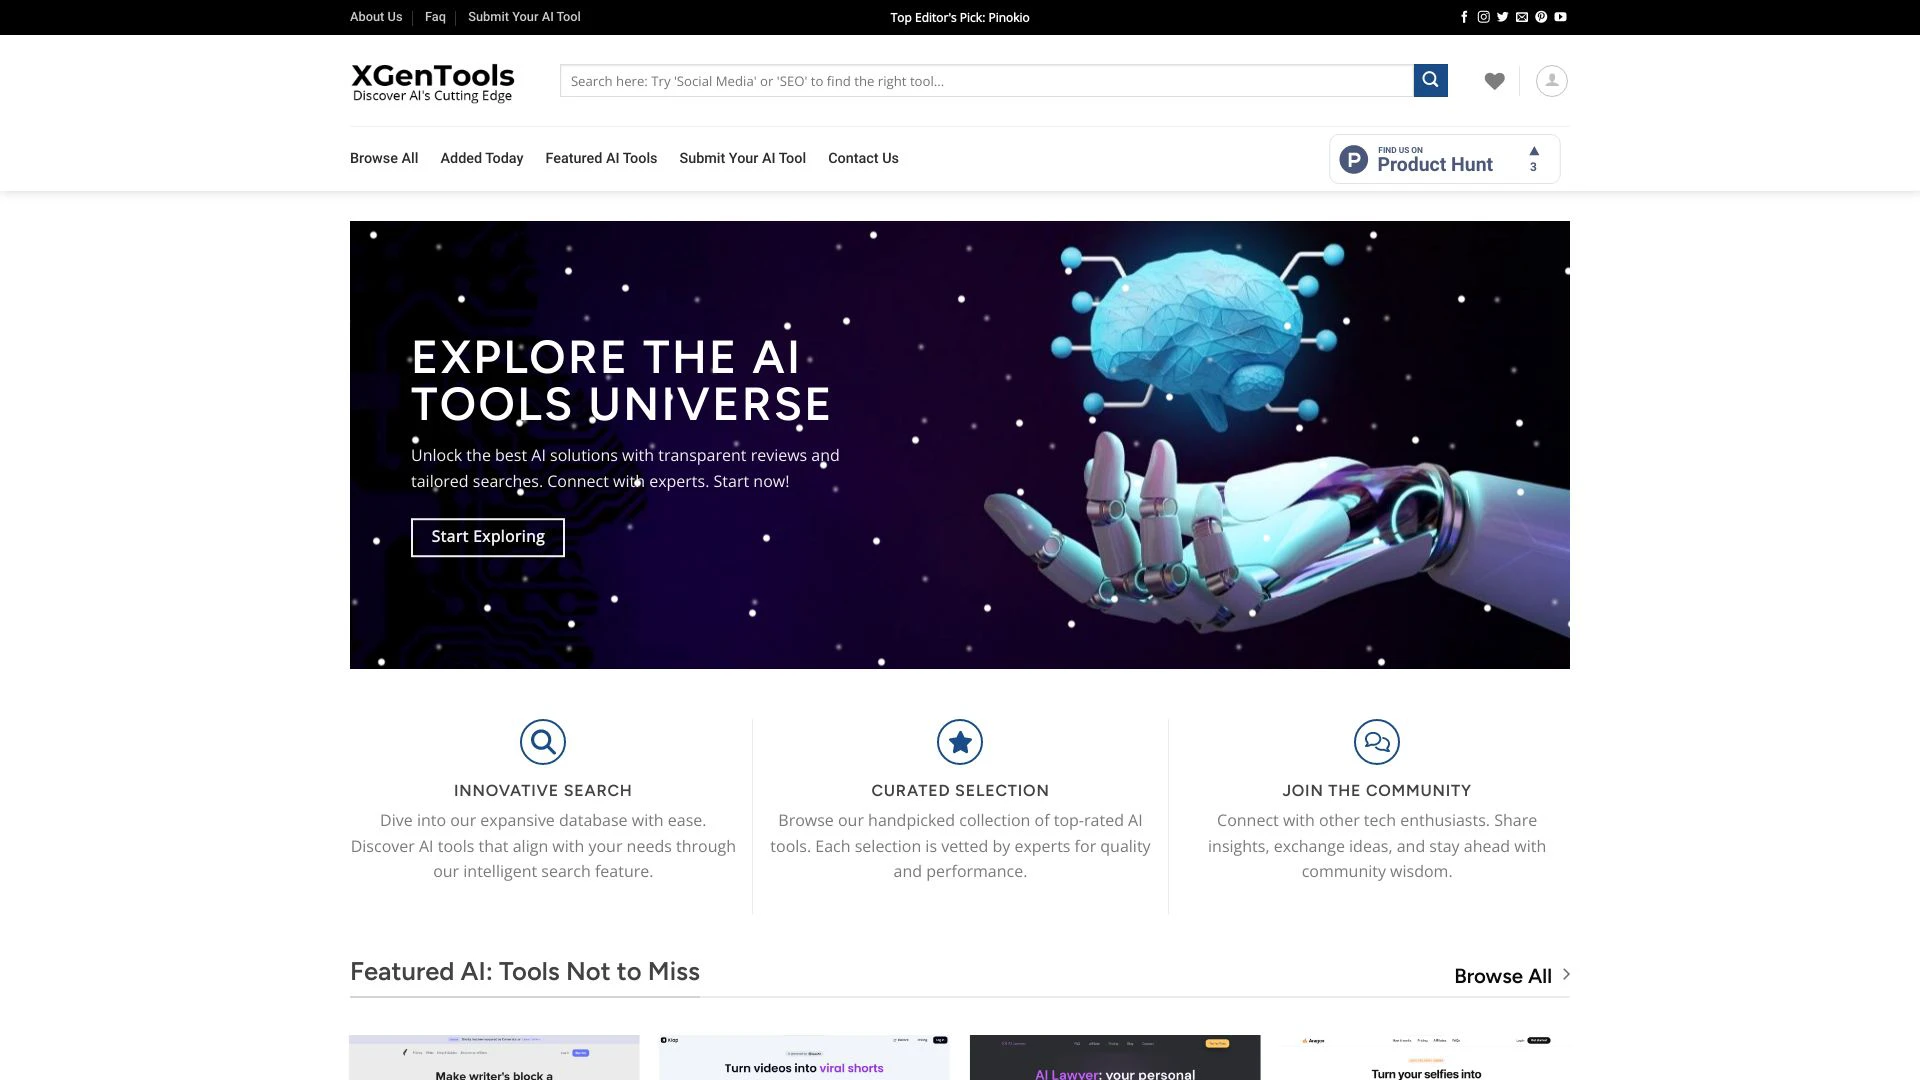 About Us
Faq
Submit Your AI Tool
Top Editor's Pick: Pinokio
XGenTools
Discover AI's Cutting Edge
Search here: Try 'Social Media' or 'SEO' to find the right tool...
Browse All
Added Today
Featured AI Tools
Submit Your AI Tool
Contact Us
FIND US ON
Product Hunt
3
EXPLORE THE AI
TOOLS UNIVERSE
Unlock the best AI solutions with transparent reviews and
tailored searches. Connect with experts. Start now!
Start Exploring
INNOVATIVE SEARCH
Dive into our expansive database with ease.
Discover AI tools that align with your needs through
our intelligent search feature.
CURATED SELECTION
Browse our handpicked collection of top-rated AI
tools. Each selection is vetted by experts for quality
and performance.
JOIN THE COMMUNITY
Connect with other tech enthusiasts. Share
insights, exchange ideas, and stay ahead with
community wisdom.
Featured AI: Tools Not to Miss
Browse All
Make writer's block a
Klap
Turn videos into viral shorts
AI Lawyer: your personal
Aragon
Turn your selfies into